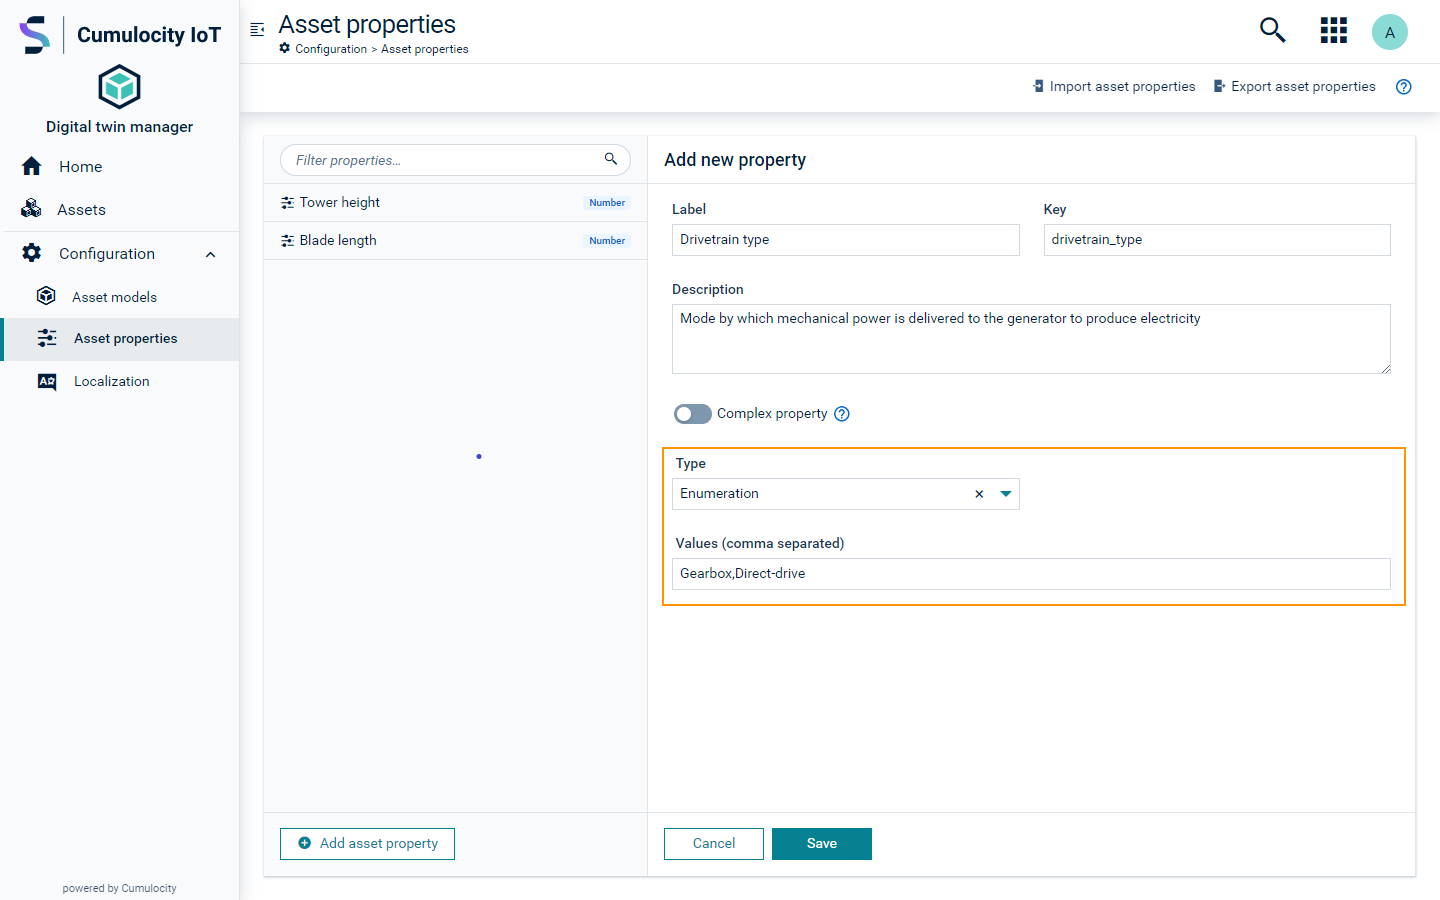 Cumulocity IoT
Digital twin manager
Home
Assets
Configuration
Asset models
Asset properties
Localization
powered by Cumulocity
Asset properties
Configuration > Asset properties
A
Import asset properties
Export asset properties
Filter properties...
Tower height Number
Blade length Number
Add asset property
Add new property
Label Key
Drivetrain type drivetrain_type
Description
Mode by which mechanical power is delivered to the generator to produce electricity
Complex property
Type
Enumeration
Values (comma separated)
Gearbox,Direct-drive
Cancel Save